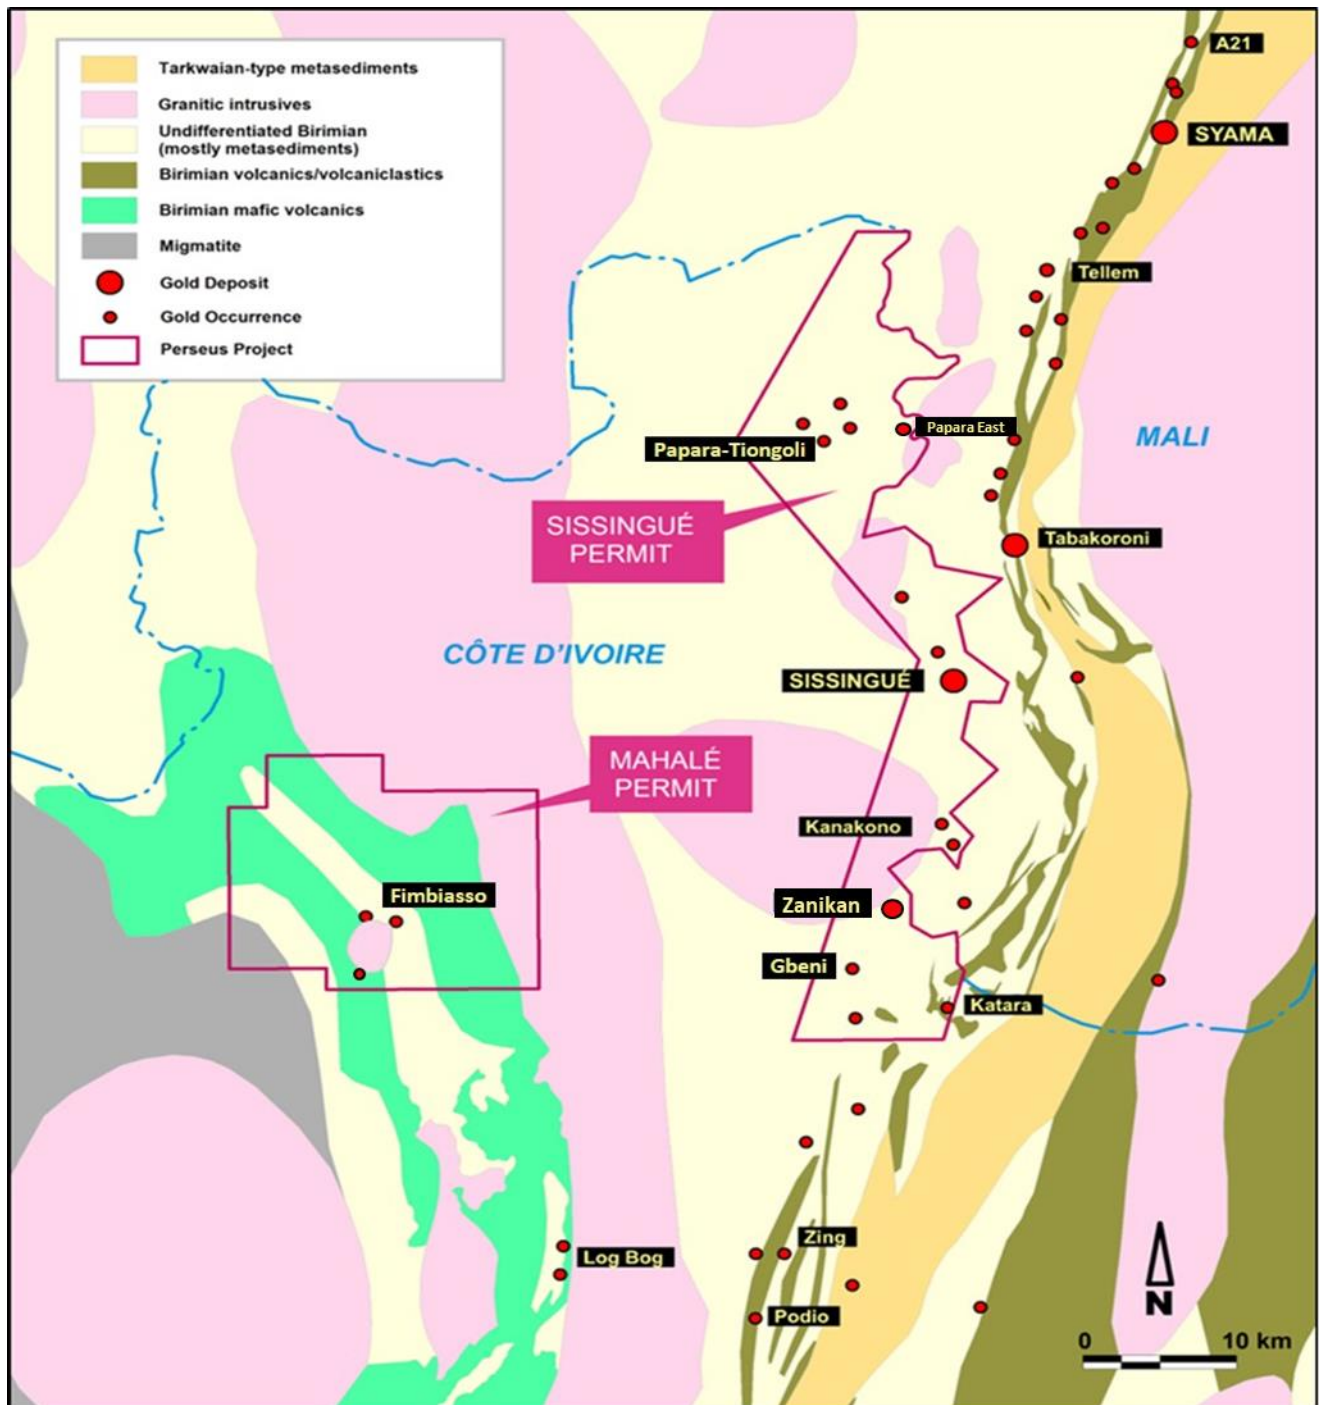 Tarkwaian-type metasediments
Granitic intrusives
Undifferentiated Birimian
(mostly metasediments)
Birimian volcanics/volcaniclastics
Birimian mafic volcanics
Migmatite
Gold Deposit
Gold Occurrence
Perseus Project
A21
SYAMA
Tellem
Papara East
MALI
Papara-Tiongoli
SISSINGUÉ
PERMIT
Tabakoroni
CÔTE D'IVOIRE
SISSINGUÉ
MAHALÉ
PERMIT
Kanakono
Fimbiasso
Zanikan
Gbeni
Katara
Zing
Log Bog
Podio
N
0 10 km